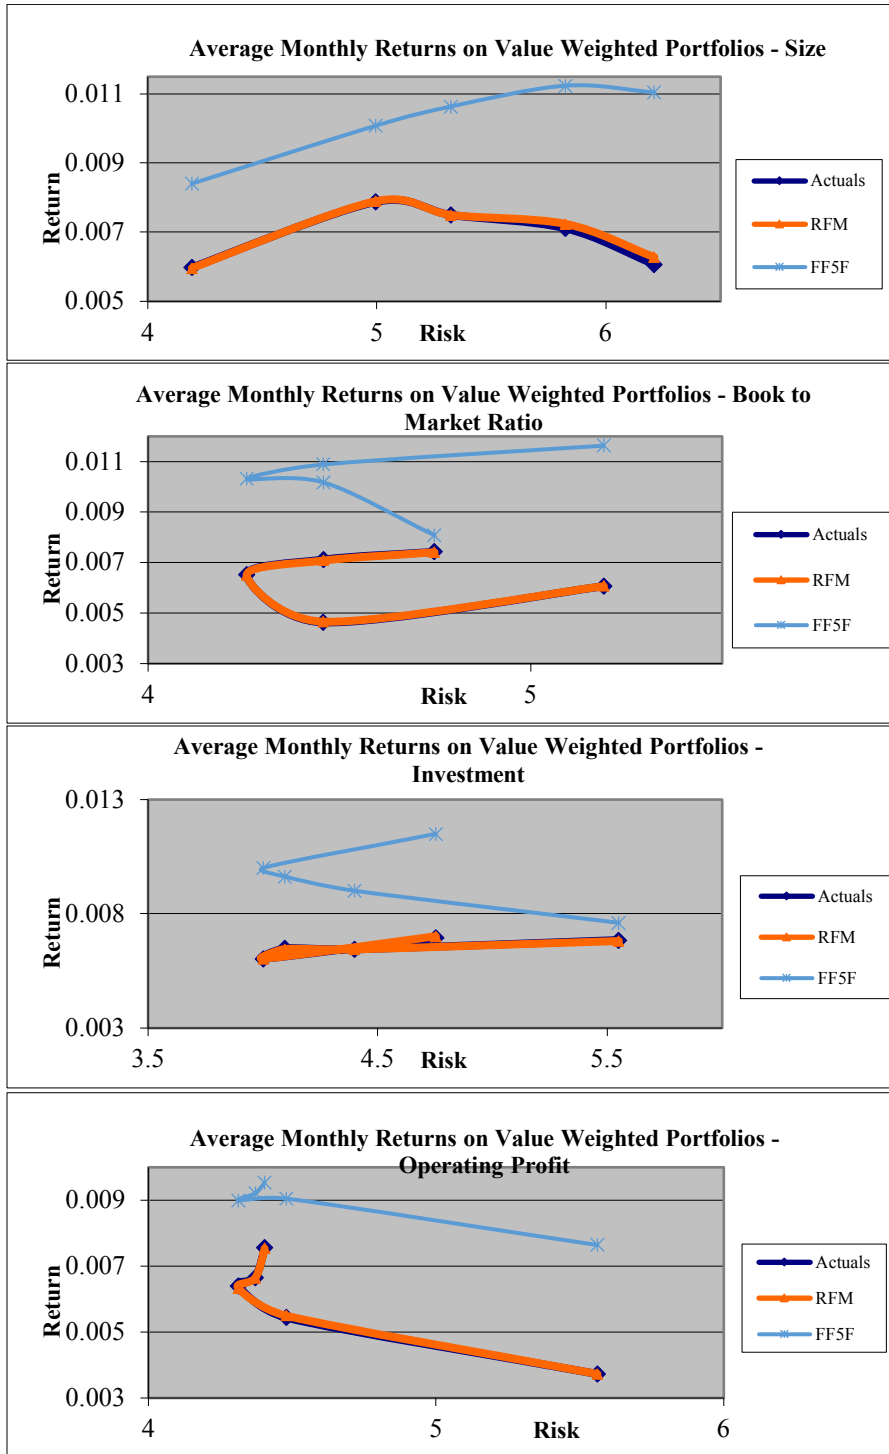 Average Monthly Returns on Value Weighted Portfolios - Size
0.011
0.009
0.007
0.005
Return
4
5
6
Risk
Actuals
RFM
FF5F
Average Monthly Returns on Value Weighted Portfolios - Book to
Market Ratio
0.011
0.009
0.007
0.005
0.003
Return
4
5
Risk
Actuals
RFM
FF5F
Average Monthly Returns on Value Weighted Portfolios -
Investment
0.013
0.008
0.003
Return
3.5
4.5
5.5
Risk
Actuals
RFM
FF5F
Average Monthly Returns on Value Weighted Portfolios -
Operating Profit
0.009
0.007
0.005
0.003
Return
4
5
6
Risk
Actuals
RFM
FF5F